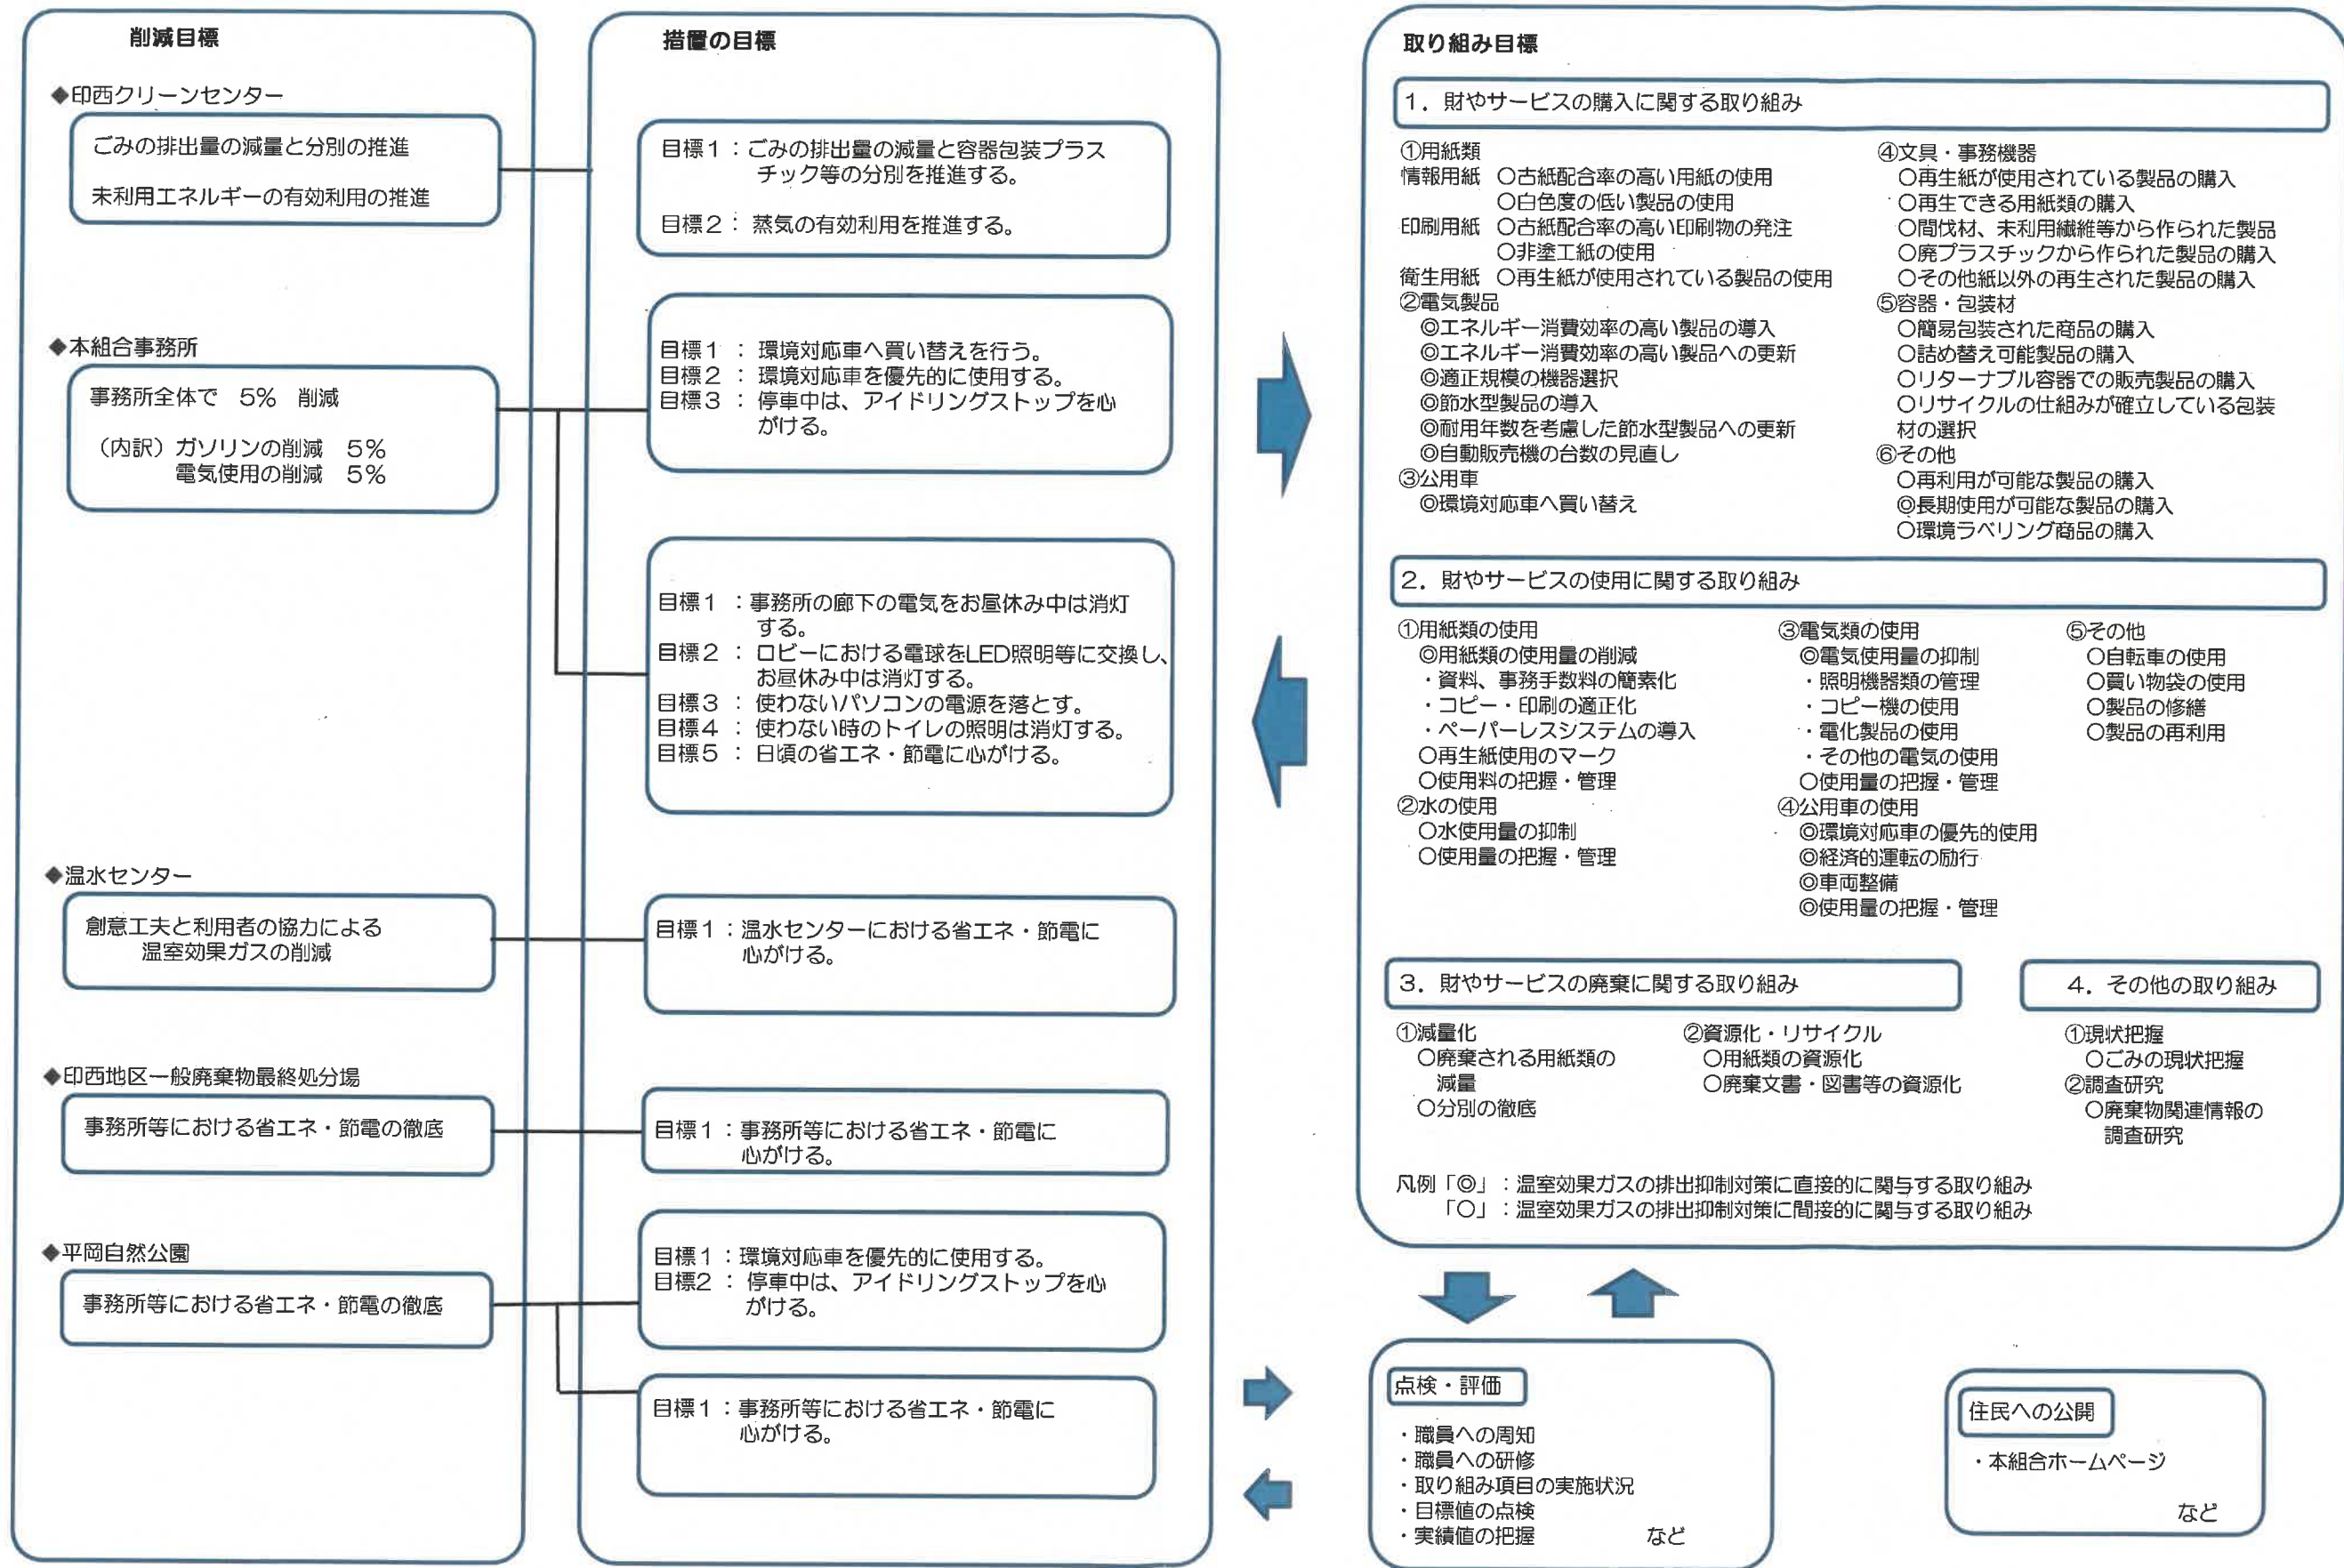 削減目標
◆印西クリーンセンター
ごみの排出量の減量と分別の推進
未利用エネルギーの有効利用の推進
◆本組合事務所
事務所全体で　5%　削減
（内訳）ガソリンの削減　5%
電気使用の削減　5%
◆温水センター
創意工夫と利用者の協力による
温室効果ガスの削減
◆印西地区一般廃棄物最終処分場
事務所等における省エネ・節電の徹底
◆平岡自然公園
事務所等における省エネ・節電の徹底
措置の目標
目標1：ごみの排出量の減量と容器包装プラス
チック等の分別を推進する。
目標2：蒸気の有効利用を推進する。
目標1：環境対応車へ買い替えを行う。
目標2：環境対応車を優先的に使用する。
目標3：停車中は、アイドリングストップを心
がける。
目標1：事務所の廊下の電気をお昼休み中は消灯
する。
目標2：ロビーにおける電球をLED照明等に交換し、
お昼休み中は消灯する。
目標3：使わないパソコンの電源を落とす。
目標4：使わない時のトイレの照明は消灯する。
目標5：日頃の省エネ・節電に心がける。
目標1：温水センターにおける省エネ・節電に
心がける。
目標1：事務所等における省エネ・節電に
心がける。
目標1：環境対応車を優先的に使用する。
目標2：停車中は、アイドリングストップを心
がける。
目標1：事務所等における省エネ・節電に
心がける。
取り組み目標
1．財やサービスの購入に関する取り組み
①用紙類
情報用紙　○古紙配合率の高い用紙の使用
○白色度の低い製品の使用
印刷用紙　○古紙配合率の高い印刷物の発注
○非塗工紙の使用
衛生用紙　○再生紙が使用されている製品の使用
②電気製品
◎エネルギー消費効率の高い製品の導入
◎エネルギー消費効率の高い製品への更新
◎適正規模の機器選択
◎節水型製品の導入
◎耐用年数を考慮した節水型製品への更新
◎自動販売機の台数の見直し
③公用車
◎環境対応車へ買い替え
④文具・事務機器
○再生紙が使用されている製品の購入
○再生できる用紙類の購入
○間伐材、未利用繊維等から作られた製品
○廃プラスチックから作られた製品の購入
○その他紙以外の再生された製品の購入
⑤容器・包装材
○簡易包装された商品の購入
○詰め替え可能製品の購入
○リターナブル容器での販売製品の購入
○リサイクルの仕組みが確立している包装
材の選択
⑥その他
○再利用が可能な製品の購入
◎長期使用が可能な製品の購入
○環境ラベリング商品の購入
2．財やサービスの使用に関する取り組み
①用紙類の使用
◎用紙類の使用量の削減
・資料、事務手数料の簡素化
・コピー・印刷の適正化
・ペーパーレスシステムの導入
○再生紙使用のマーク
○使用料の把握・管理
②水の使用
○水使用量の抑制
○使用量の把握・管理
③電気類の使用
◎電気使用量の抑制
・照明機器類の管理
・コピー機の使用
・電化製品の使用
・その他の電気の使用
○使用量の把握・管理
④公用車の使用
◎環境対応車の優先的使用
◎経済的運転の励行
◎車両整備
◎使用量の把握・管理
⑤その他
○自転車の使用
○買い物袋の使用
○製品の修繕
○製品の再利用
3．財やサービスの廃棄に関する取り組み
①減量化
○廃棄される用紙類の
減量
○分別の徹底
②資源化・リサイクル
○用紙類の資源化
○廃棄文書・図書等の資源化
4．その他の取り組み
①現状把握
○ごみの現状把握
②調査研究
○廃棄物関連情報の
調査研究
凡例「◎」：温室効果ガスの排出抑制対策に直接的に関与する取り組み
「○」：温室効果ガスの排出抑制対策に間接的に関与する取り組み
点検・評価
・職員への周知
・職員への研修
・取り組み項目の実施状況
・目標値の点検
・実績値の把握　など
住民への公開
・本組合ホームページ
など